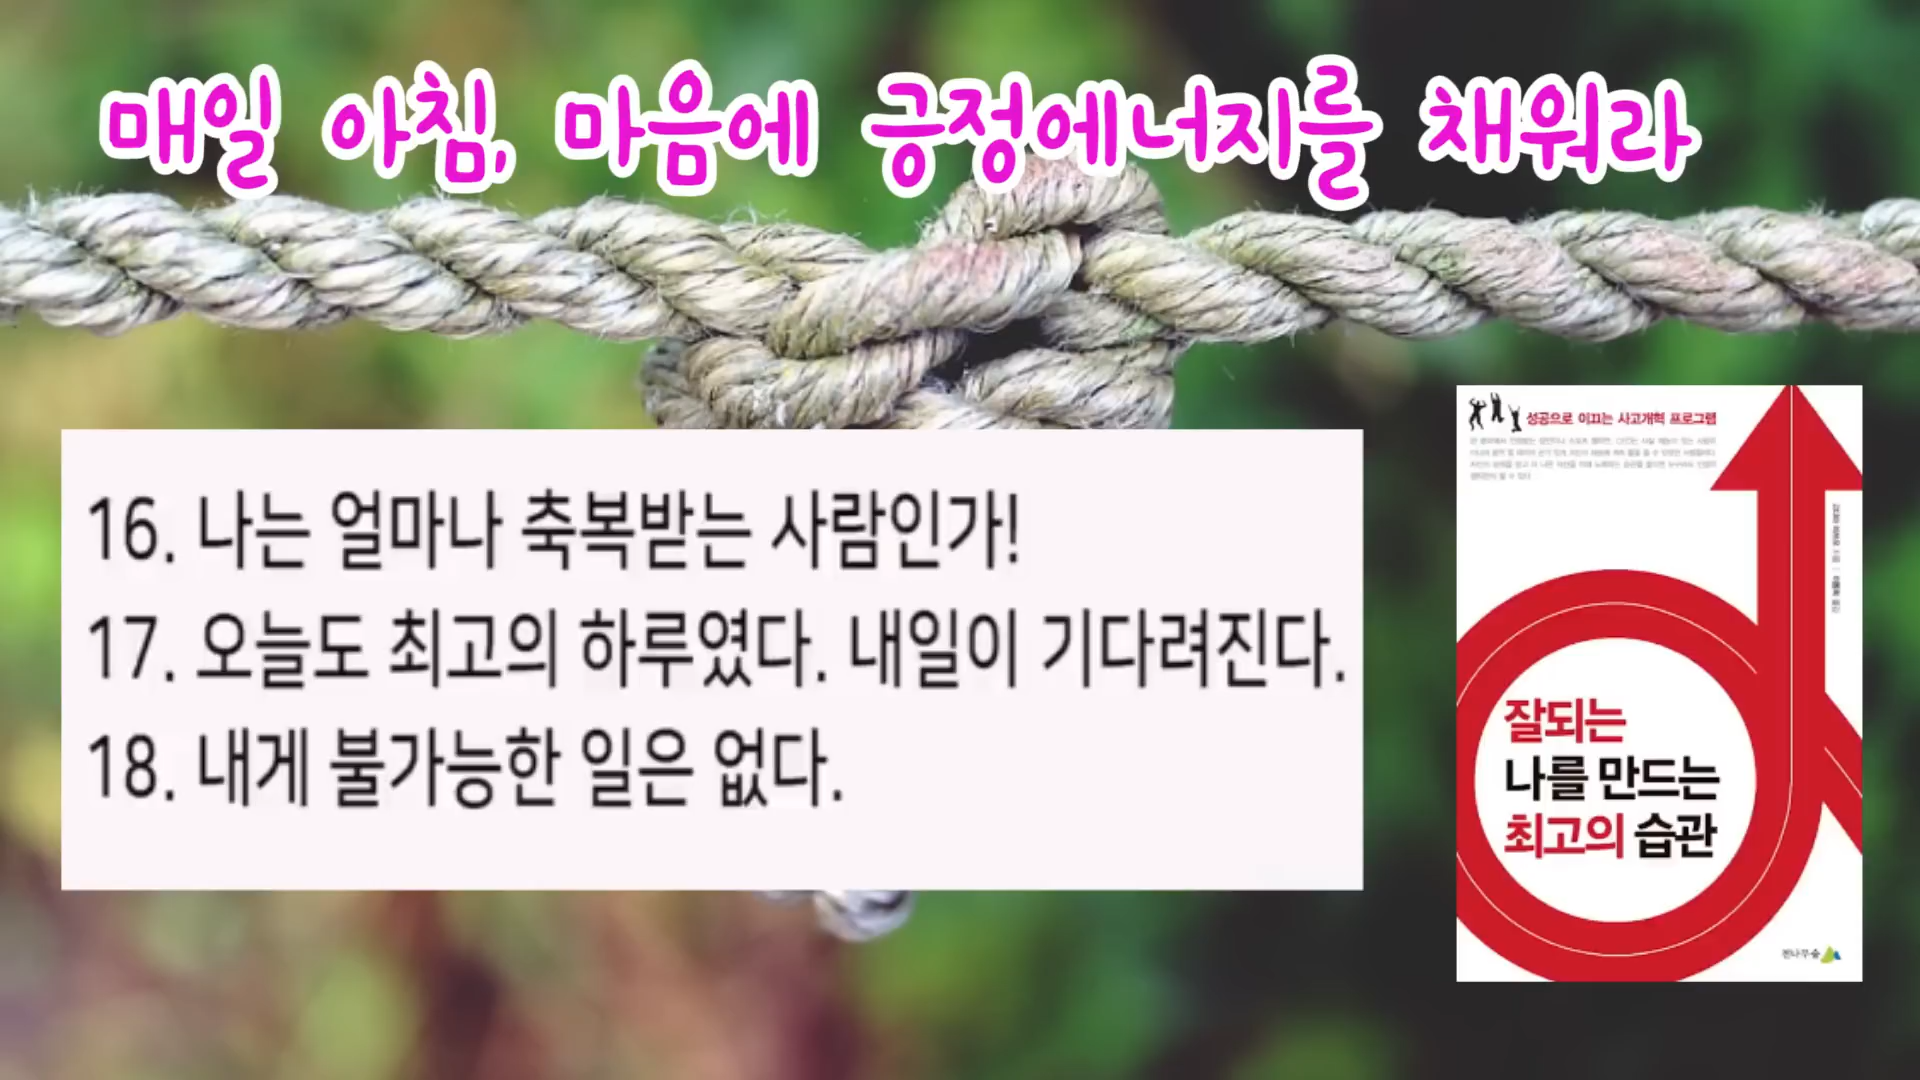 매일 아침, 마음에 긍정에너지를 채워라
16. 나는 얼마나 축복받는 사람인가!
17. 오늘도 최고의 하루였다. 내일이 기다려진다.
18. 내게 불가능한 일은 없다.
성공으로 이끄는 사고개혁 프로그램
잘되는
나를 만드는
최고의 습관
전나무숲